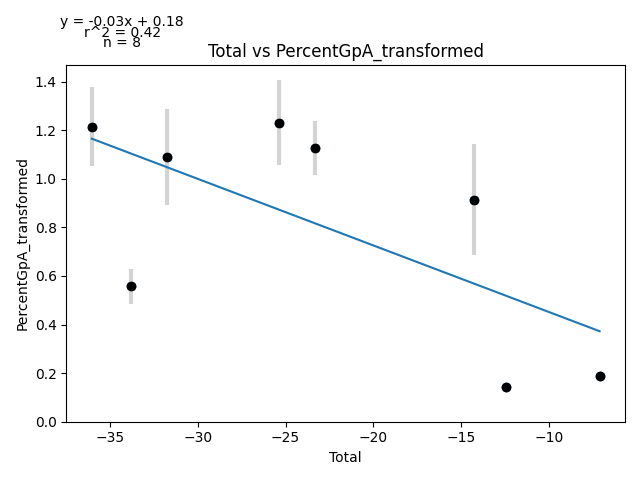 y = -0.03x + 0.18
r^2 = 0.42
n = 8
Total vs PercentGpA_transformed
1.4
1.2
1.0
0.8
0.6
0.4
0.2
0.0
PercentGpA_transformed
−35
−30
−25
−20
−15
−10
Total